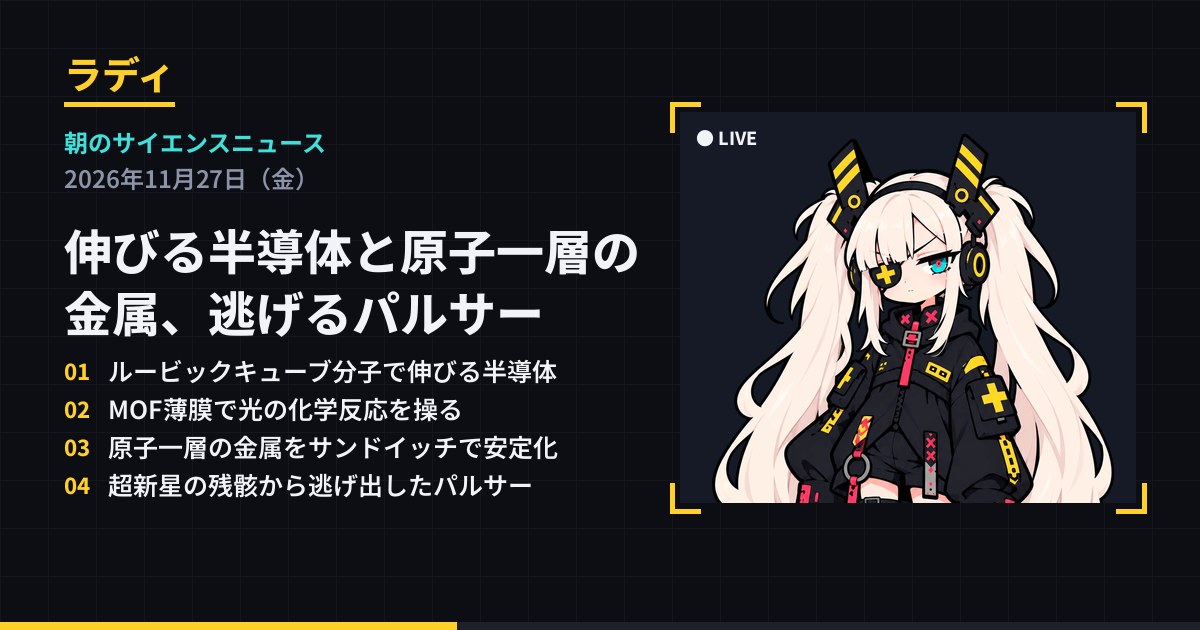 ラディ
朝のサイエンスニュース
2026年11月27日（金）
伸びる半導体と原子一層の
金属、逃げるパルサー
01 ルービックキューブ分子で伸びる半導体
02 MOF薄膜で光の化学反応を操る
03 原子一層の金属をサンドイッチで安定化
04 超新星の残骸から逃げ出したパルサー
LIVE